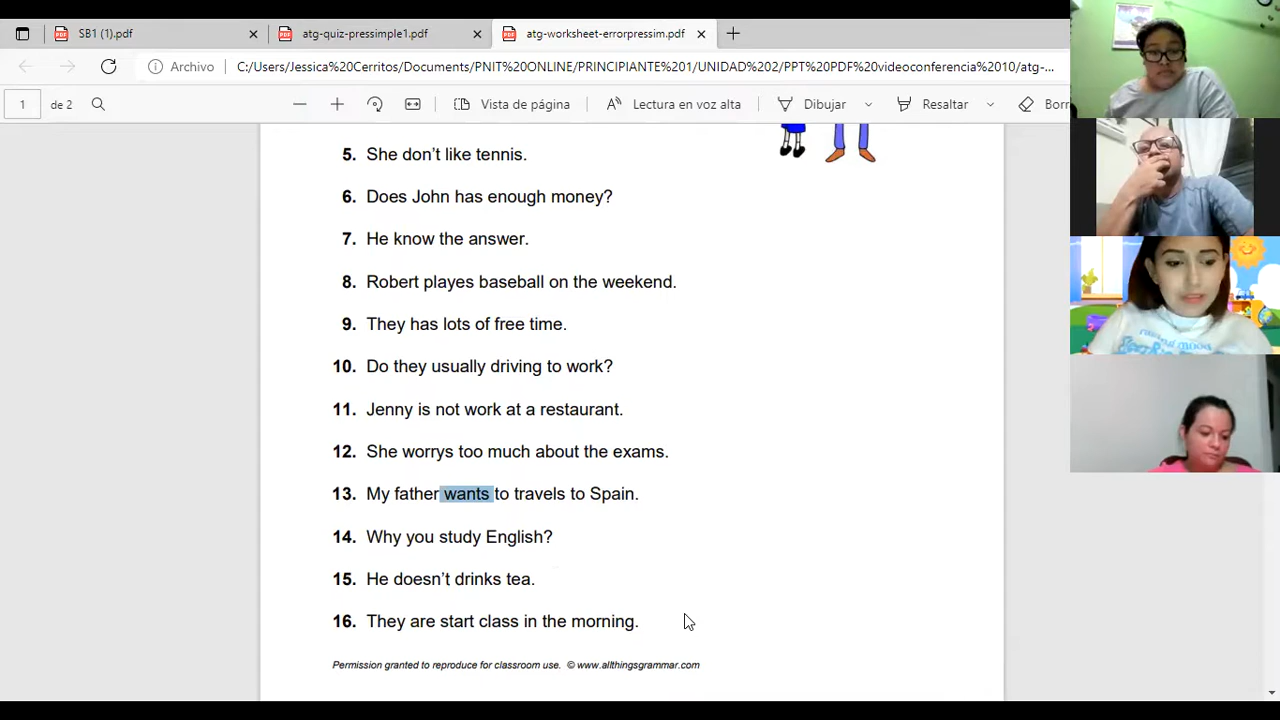 SB1 (1).pdf
atg-quiz-pressimple1.pdf
atg-worksheet-errorpressim.pdf
Archivo
C:/Users/Jessica%20Cerritos/Documents/PNIT%20ONLINE/PRINCIPIANTE%201/UNIDAD%202/PPT%20PDF%20videoconferencia%2010/atg-...
1 de 2
Vista de página
Lectura en voz alta
Dibujar
Resaltar
Borr
5. She don't like tennis.
6. Does John has enough money?
7. He know the answer.
8. Robert playes baseball on the weekend.
9. They has lots of free time.
10. Do they usually driving to work?
11. Jenny is not work at a restaurant.
12. She worrys too much about the exams.
13. My father wants to travels to Spain.
14. Why you study English?
15. He doesn't drinks tea.
16. They are start class in the morning.
Permission granted to reproduce for classroom use. © www.allthingsgrammar.com